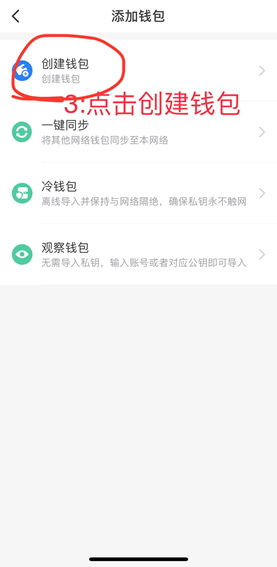 添加钱包
创建钱包
创建钱包
3:点击创建钱包
一键同步
将其他网络钱包同步至本网络
冷钱包
离线导入并保持与网络隔绝，确保私钥永不触网
观察钱包
无需导入私钥，输入账号或者对应公钥即可导入